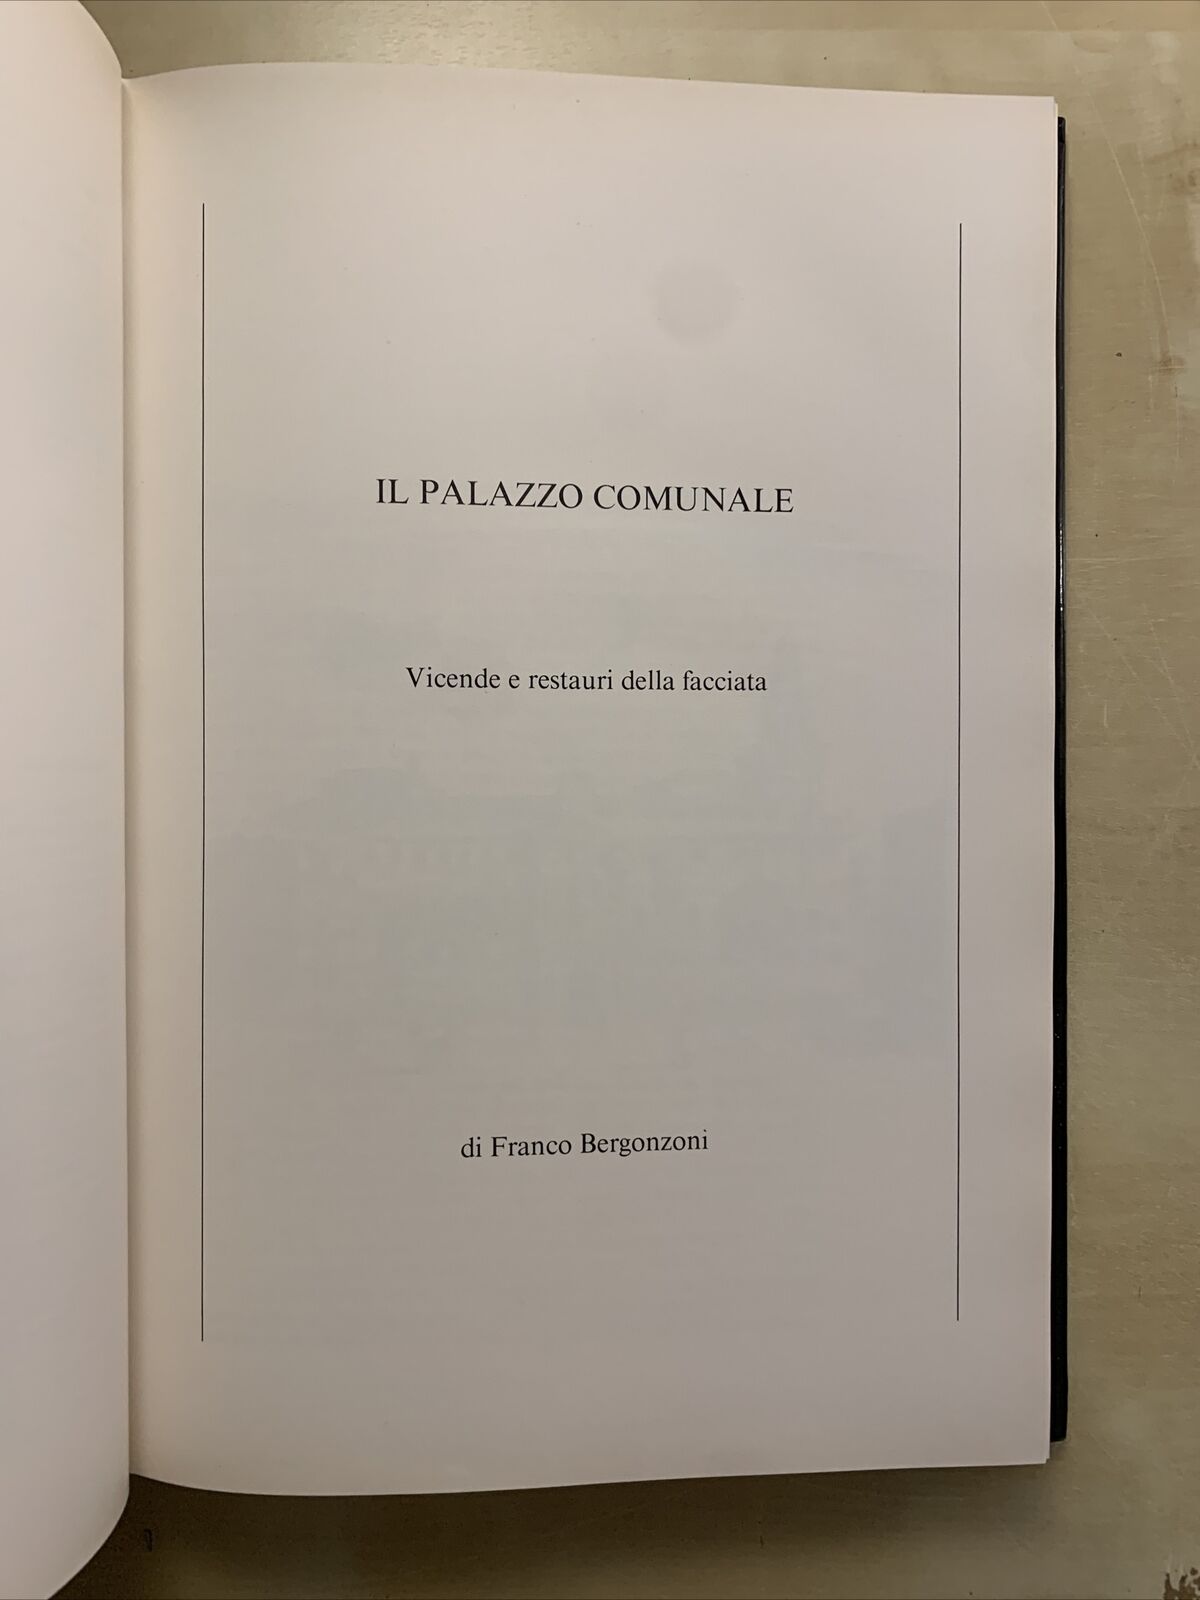 IL PALAZZO COMUNALE
Vicende e restauri della facciata
di Franco Bergonzoni